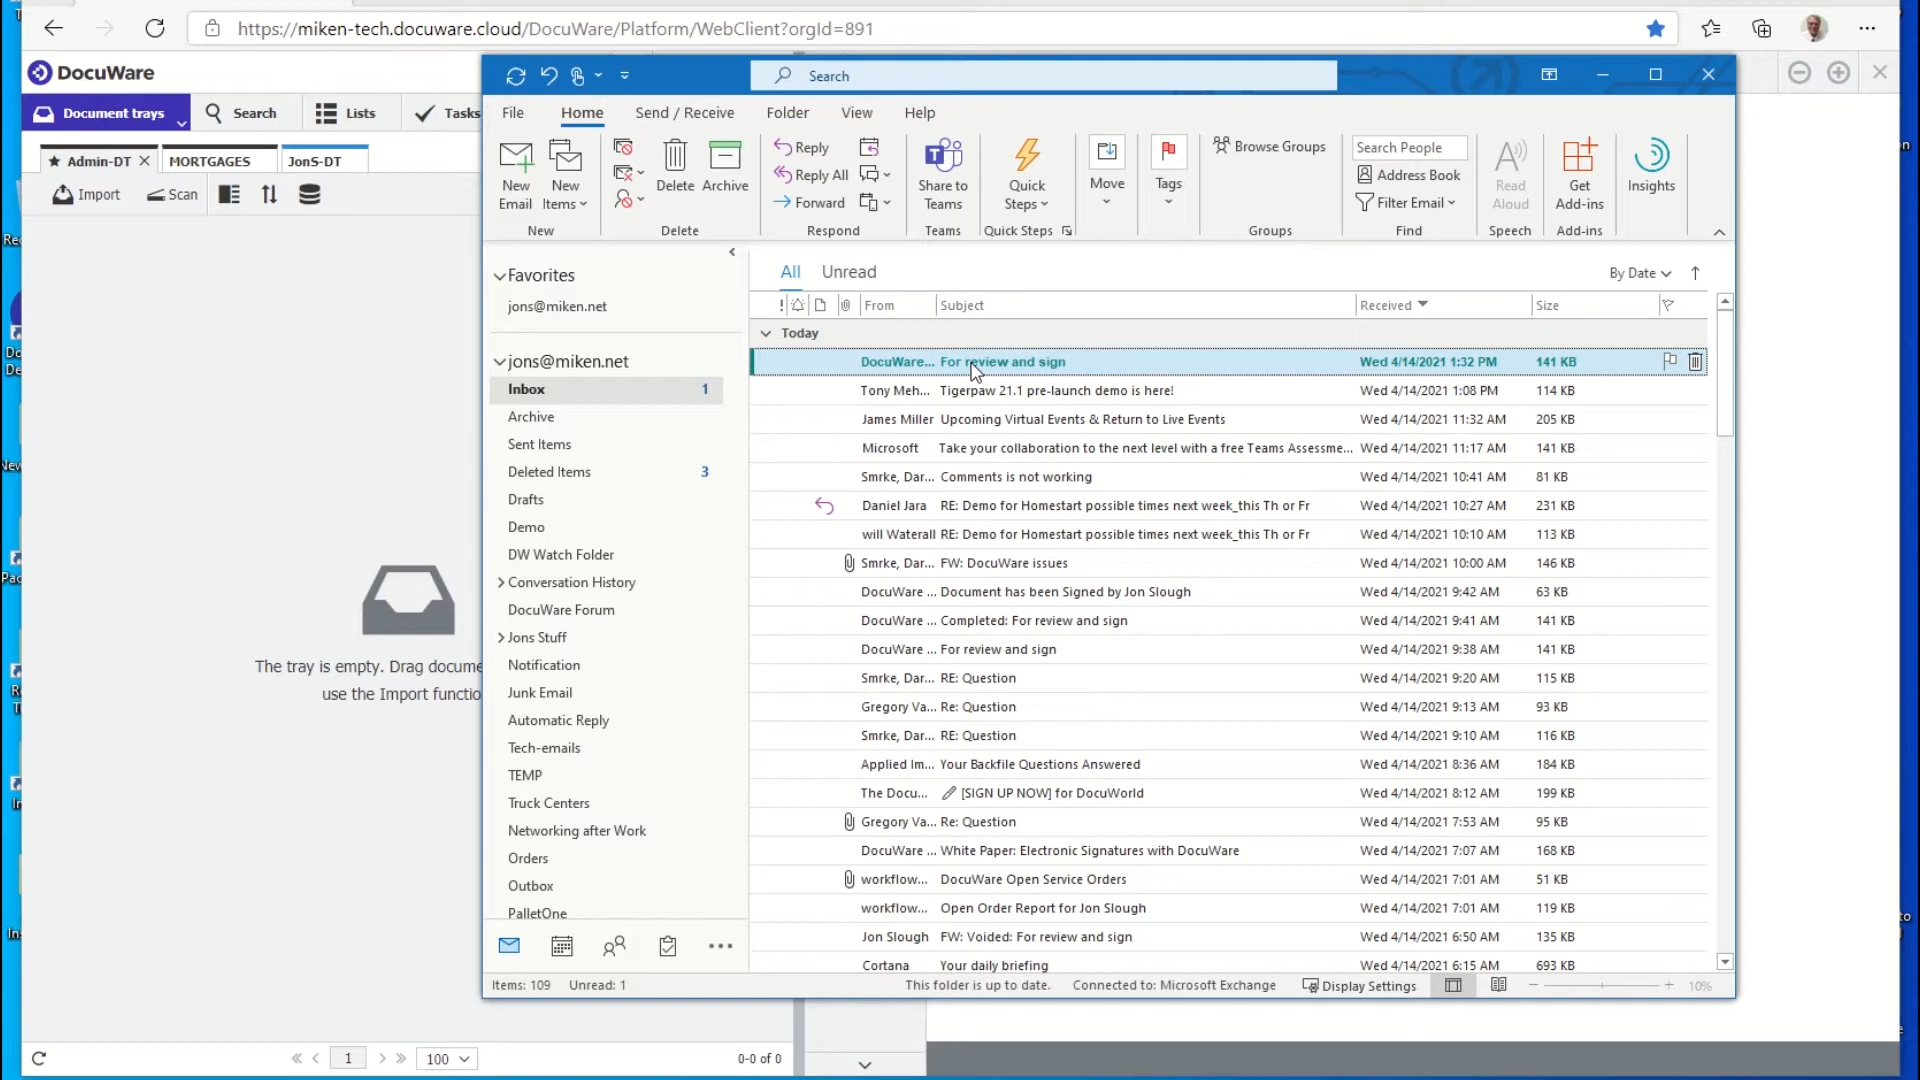 https://miken-tech.docuware.cloud/DocuWare/Platform/WebClient?orgId=891
DocuWare
Document trays
Search
Lists
Tasks
Admin-DT
MORTGAGES
JonS-DT
Import
Scan
The tray is empty. Drag docume
use the Import functio
1
100
0-0 of 0
Search
File Home Send / Receive Folder View Help
New Email
New Items
New
Delete
Archive
Delete
Reply
Reply All
Forward
Respond
Share to Teams
Teams
Quick Steps
Quick Steps
Move
Tags
Browse Groups
Groups
Search People
Address Book
Filter Email
Find
Read Aloud
Speech
Get Add-ins
Add-ins
Insights
Favorites
jons@miken.net
jons@miken.net
Inbox 1
Archive
Sent Items
Deleted Items 3
Drafts
Demo
DW Watch Folder
Conversation History
DocuWare Forum
Jons Stuff
Notification
Junk Email
Automatic Reply
Tech-emails
TEMP
Truck Centers
Networking after Work
Orders
Outbox
PalletOne
All Unread By Date
! From Subject Received Size
Today
DocuWare... For review and sign Wed 4/14/2021 1:32 PM 141 KB
Tony Meh... Tigerpaw 21.1 pre-launch demo is here! Wed 4/14/2021 1:08 PM 114 KB
James Miller Upcoming Virtual Events & Return to Live Events Wed 4/14/2021 11:32 AM 205 KB
Microsoft Take your collaboration to the next level with a free Teams Assessme... Wed 4/14/2021 11:17 AM 141 KB
Smrke, Dar... Comments is not working Wed 4/14/2021 10:41 AM 81 KB
Daniel Jara RE: Demo for Homestart possible times next week_this Th or Fr Wed 4/14/2021 10:27 AM 231 KB
will Waterall RE: Demo for Homestart possible times next week_this Th or Fr Wed 4/14/2021 10:10 AM 113 KB
Smrke, Dar... FW: DocuWare issues Wed 4/14/2021 10:00 AM 146 KB
DocuWare ... Document has been Signed by Jon Slough Wed 4/14/2021 9:42 AM 63 KB
DocuWare ... Completed: For review and sign Wed 4/14/2021 9:41 AM 141 KB
DocuWare ... For review and sign Wed 4/14/2021 9:38 AM 141 KB
Smrke, Dar... RE: Question Wed 4/14/2021 9:20 AM 115 KB
Gregory Va... Re: Question Wed 4/14/2021 9:13 AM 93 KB
Smrke, Dar... RE: Question Wed 4/14/2021 9:10 AM 116 KB
Applied Im... Your Backfile Questions Answered Wed 4/14/2021 8:36 AM 184 KB
The Docu... [SIGN UP NOW] for DocuWorld Wed 4/14/2021 8:12 AM 199 KB
Gregory Va... Re: Question Wed 4/14/2021 7:53 AM 95 KB
DocuWare ... White Paper: Electronic Signatures with DocuWare Wed 4/14/2021 7:07 AM 168 KB
workflow... DocuWare Open Service Orders Wed 4/14/2021 7:01 AM 51 KB
workflow... Open Order Report for Jon Slough Wed 4/14/2021 7:01 AM 119 KB
Jon Slough FW: Voided: For review and sign Wed 4/14/2021 6:50 AM 135 KB
Cortana Your daily briefing Wed 4/14/2021 6:15 AM 693 KB
Items: 109 Unread: 1 This folder is up to date. Connected to: Microsoft Exchange Display Settings 10%